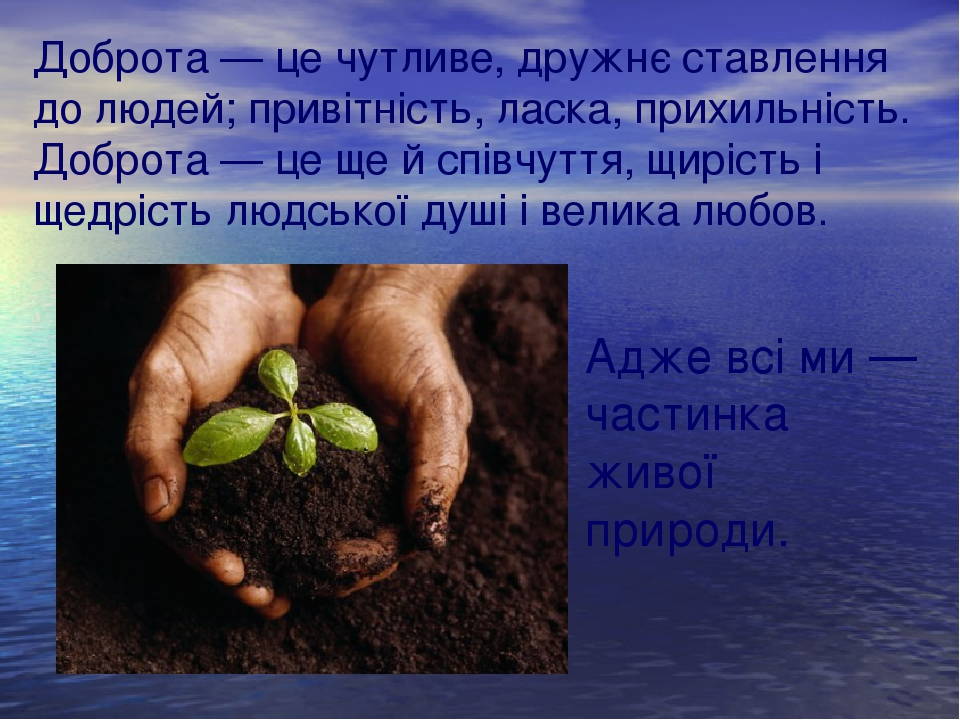 Доброта — це чутливе, дружнє ставлення
до людей; привітність, ласка, прихильність.
Доброта — це ще й співчуття, щирість і
щедрість людської душі і велика любов.
Адже всі ми —
частинка
живої
природи.